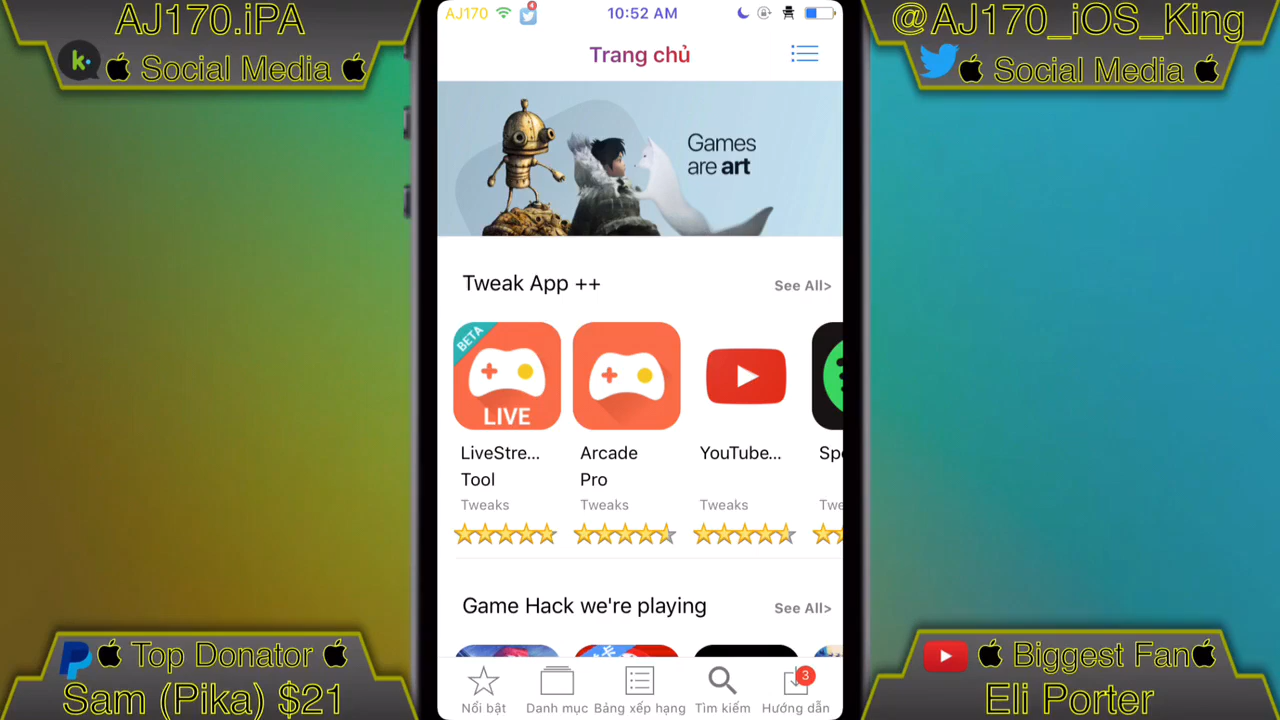 AJ170.iPA
k
Social Media
@AJ170_iOS_King
Social Media
AJ170
4
10:52 AM
Trang chủ
Games
are art
Tweak App ++
See All>
BETA
LIVE
LiveStre...
Tool
Tweaks
Arcade
Pro
Tweaks
YouTube...
Tweaks
Game Hack we're playing
See All>
Nổi bật
Danh mục
Bảng xếp hạng
Tìm kiếm
3
Hướng dẫn
Top Donator
Sam (Pika) $21
Biggest Fan
Eli Porter